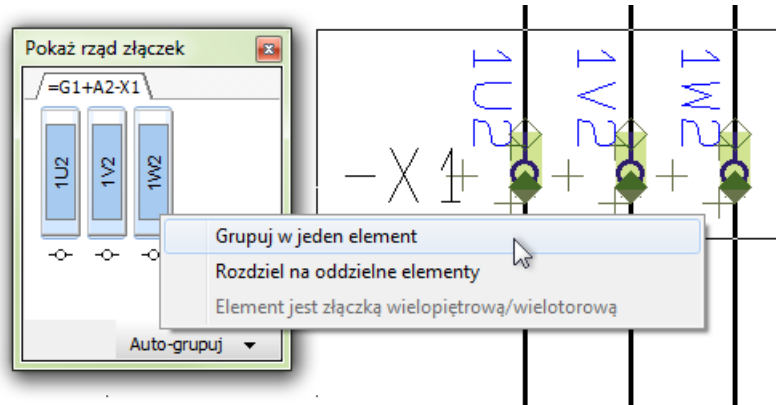 Pokaż rząd złączek
=G1+A2-X1
1U2
1V2
1W2
Auto-grupuj
Grupuj w jeden element
Rozdziel na oddzielne elementy
Element jest złączką wielopiętrową/wielotorową
-X1
1U2
1V2
1W2